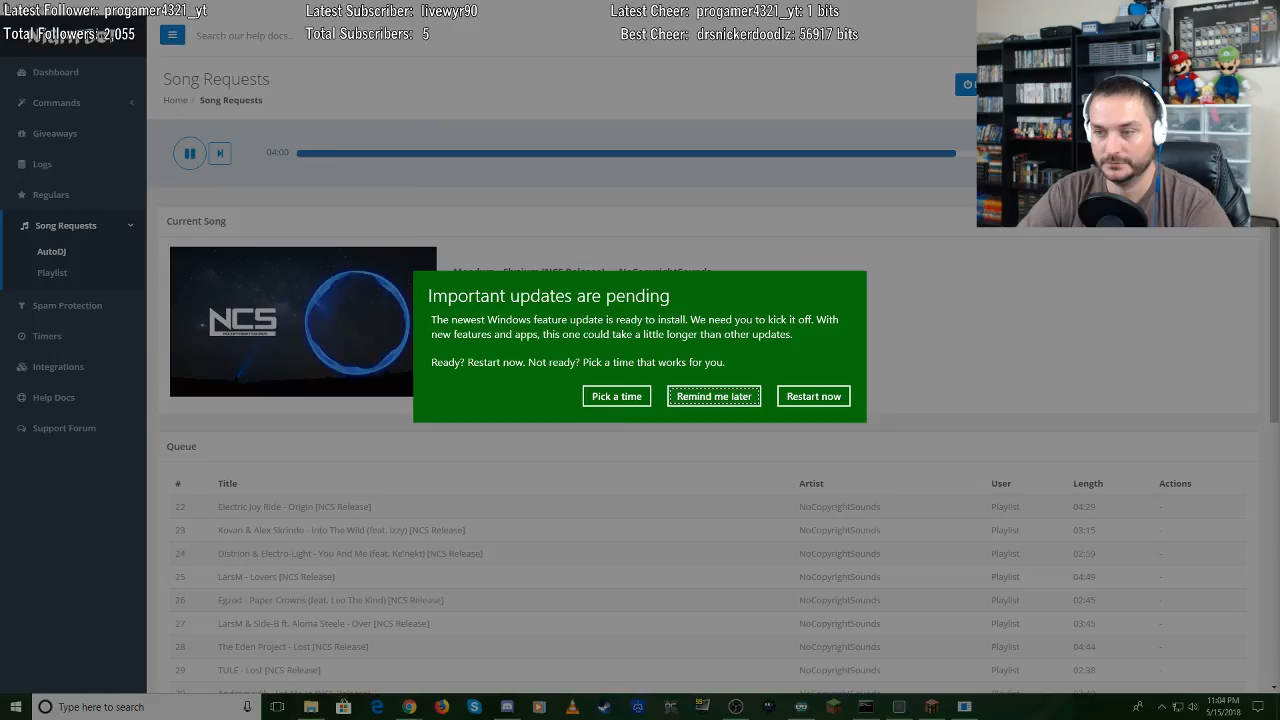 Latest Follower: progamer4321_yt
Latest Subscriber: livewyr90
Latest Cheer: progamer4321_yt: 1 bits
Total Followers: 2,055
Search our help docs..
Total Subscribers: 5
Best Cheer: drsnickerdoodlz: 56917 bits
Periodic Table of
Dashboard
Commands
Giveaways
Logs
Regulars
Song Requests
AutoDJ
Playlist
Spam Protection
Timers
Integrations
Help Docs
Support Forum
Song Requests
Home / Song Requests
04:00
Current Song
NCS
NoCopyrightSounds
Important updates are pending
The newest Windows feature update is ready to install. We need you to kick it off. With
new features and apps, this one could take a little longer than other updates.
Ready? Restart now. Not ready? Pick a time that works for you.
Pick a time
Remind me later
Restart now
Queue
# Title Artist User Length Actions
22 Electric Joy Ride - Origin [NCS Release] NoCopyrightSounds Playlist 04:29 -
23 Kovan & Alex Skrindo - Into The Wild (feat. Izzy) [NCS Release] NoCopyrightSounds Playlist 03:15 -
24 Distrion & Electro-Light - You And Me (feat. Ke'nekt) [NCS Release] NoCopyrightSounds Playlist 02:59 -
25 LarsM - Lovers [NCS Release] NoCopyrightSounds Playlist 04:49 -
26 Egzod - Paper Crowns (feat. Leo The Kind) [NCS Release] NoCopyrightSounds Playlist 02:45 -
27 LarsM & Side-B ft. Aloma Steele - Over [NCS Release] NoCopyrightSounds Playlist 03:45 -
28 The Eden Project - Lost [NCS Release] NoCopyrightSounds Playlist 04:44 -
29 TULE - Lost [NCS Release] NoCopyrightSounds Playlist 02:38 -
Type here to search
11:04 PM
5/15/2018